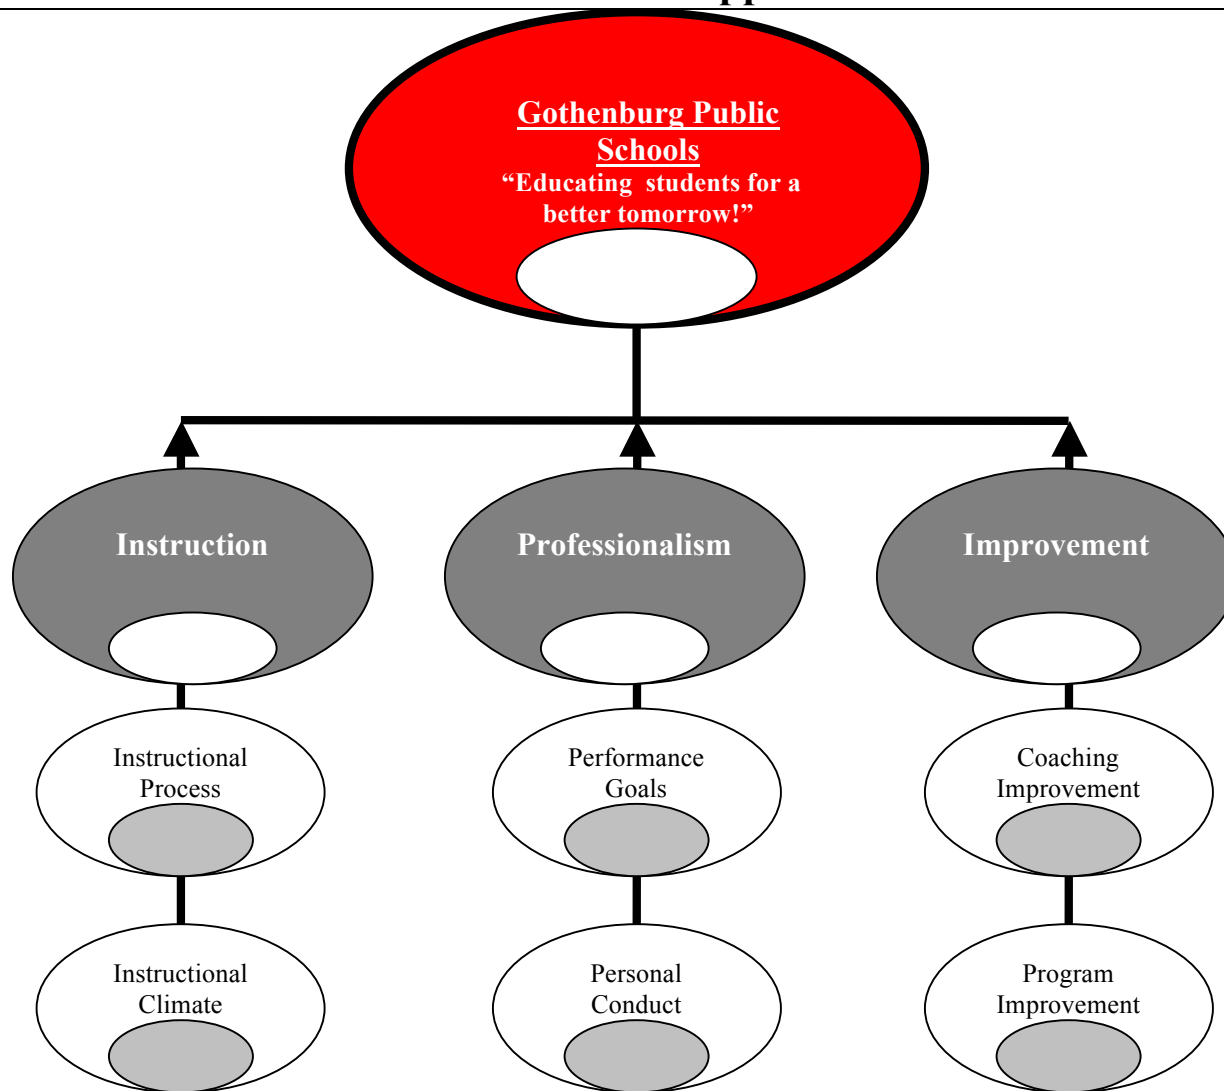 Gothenburg Public
Schools
“Educating  students for a
better tomorrow!”
Instruction
Professionalism
Improvement
Instructional
Process
Performance
Goals
Coaching
Improvement
Instructional
Climate
Personal
Conduct
Program
Improvement